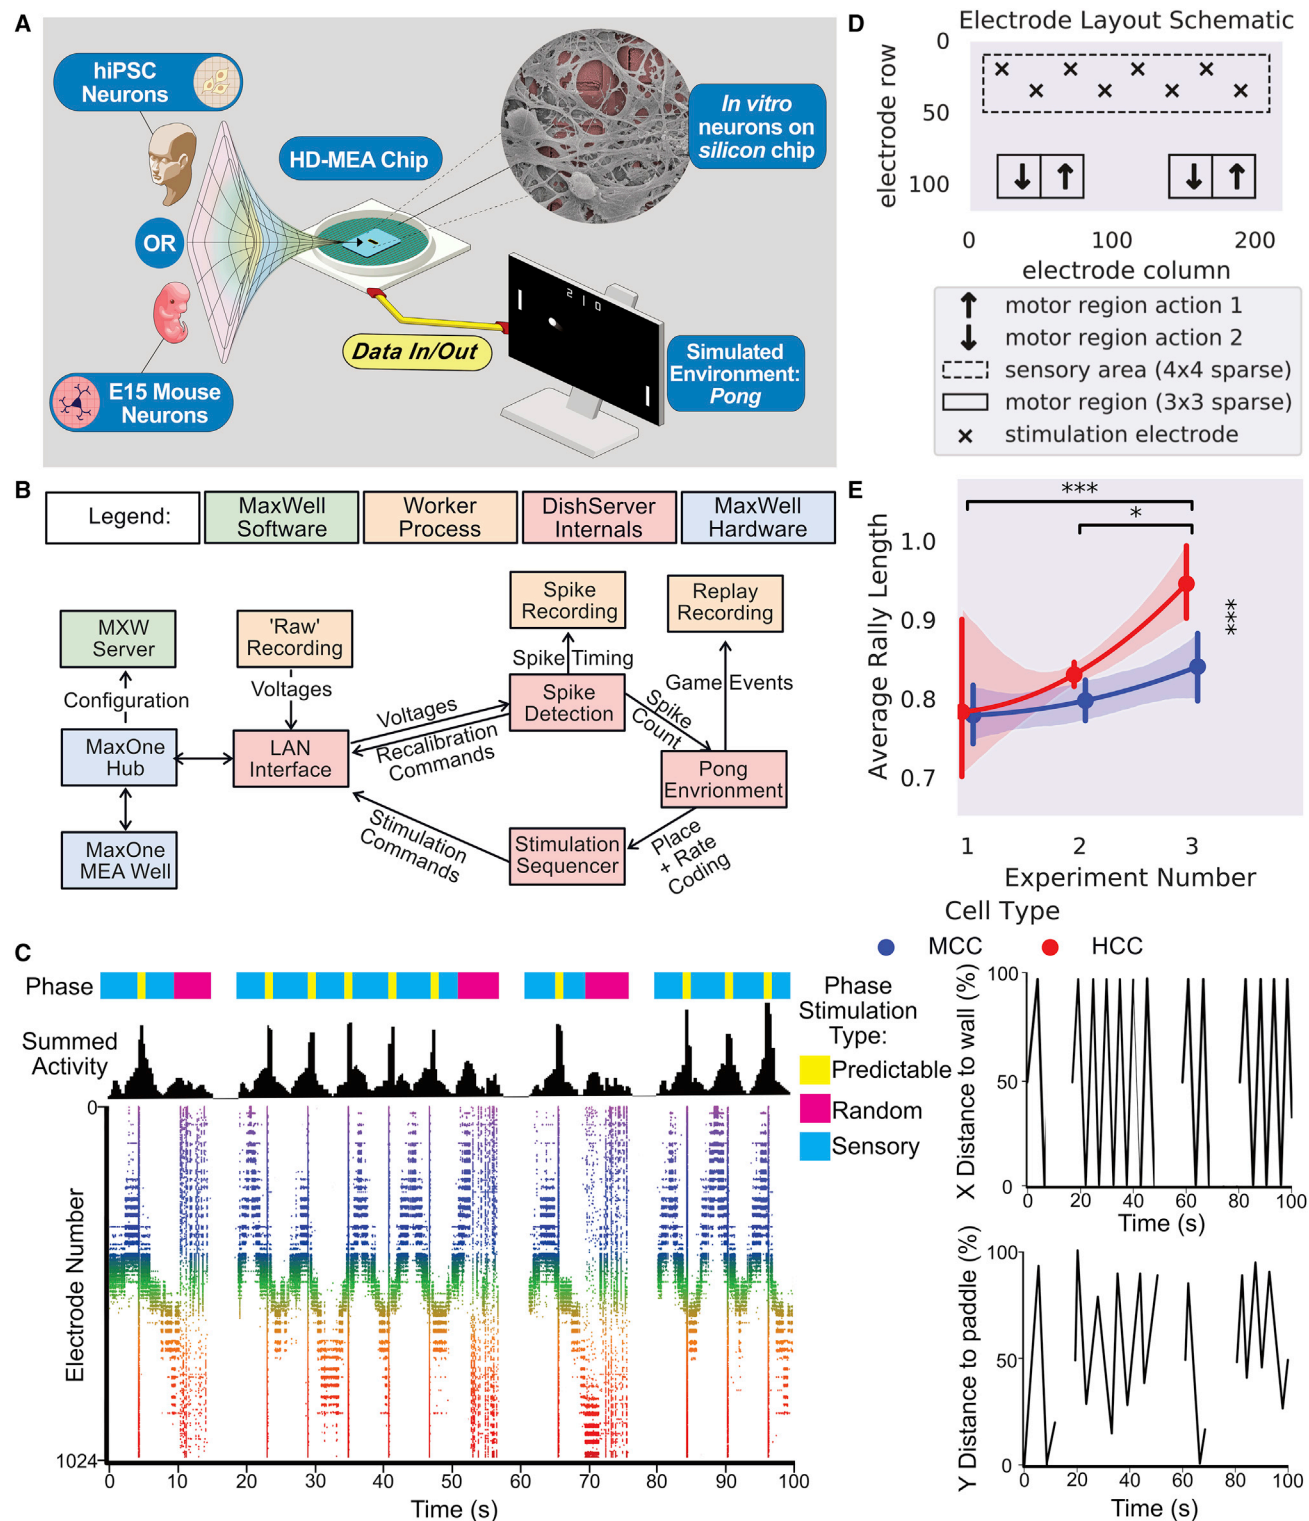 A
hiPSC
Neurons
OR
E15 Mouse
Neurons
HD-MEA Chip
In vitro
neurons on
silicon chip
Data In/Out
2 | 0
Simulated
Environment:
Pong
D
Electrode Layout Schematic
electrode row
0
50
100
0 100 200
electrode column
motor region action 1
motor region action 2
sensory area (4x4 sparse)
motor region (3x3 sparse)
stimulation electrode
B
Legend:
MaxWell
Software
Worker
Process
DishServer
Internals
MaxWell
Hardware
MXW
Server
Configuration
MaxOne
Hub
MaxOne
MEA Well
'Raw'
Recording
Voltages
LAN
Interface
Voltages
Recalibration
Commands
Stimulation
Commands
Spike
Recording
Spike Timing
Spike
Detection
Spike
Count
Replay
Recording
Game Events
Pong
Envrionment
Place
+ Rate
Coding
Stimulation
Sequencer
E
Average Rally Length
1.0
0.9
0.8
0.7
***
*
***
1 2 3
Experiment Number
Cell Type
MCC HCC
C
Phase
Summed
Activity
Electrode Number
0
1024
0 10 20 30 40 50 60 70 80 90 100
Time (s)
Phase
Stimulation
Type:
Predictable
Random
Sensory
X Distance to wall (%)
100
50
0
0 20 40 60 80 100
Time (s)
Y Distance to paddle (%)
100
50
0
0 20 40 60 80 100
Time (s)